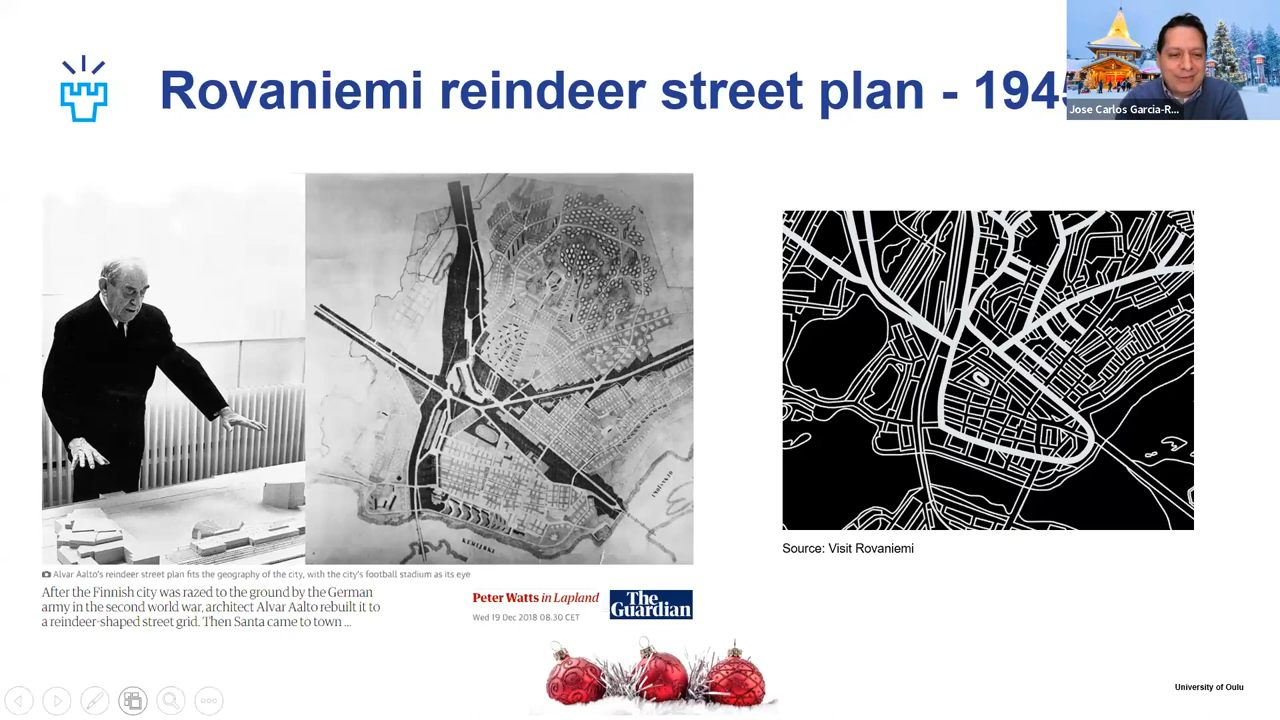 Rovaniemi reindeer street plan - 194
Jose Carlos Garcia-R...
KEMIJOKI
Source: Visit Rovaniemi
Alvar Aalto's reindeer street plan fits the geography of the city, with the city's football stadium as its eye
After the Finnish city was razed to the ground by the German
army in the second world war, architect Alvar Aalto rebuilt it to
a reindeer-shaped street grid. Then Santa came to town ...
Peter Watts in Lapland
Wed 19 Dec 2018 08.30 CET
The
Guardian
University of Oulu